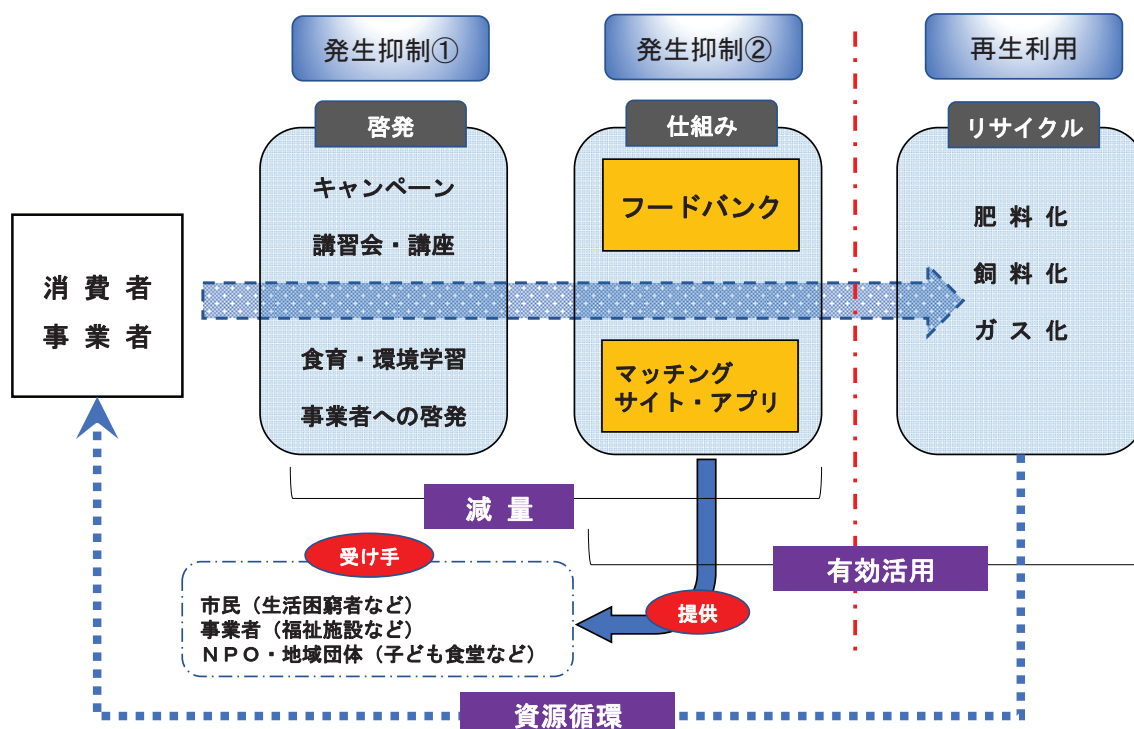 発生抑制①
発生抑制②
再生利用
啓発
仕組み
リサイクル
消費者
事業者
キャンペーン
講習会・講座
食育・環境学習
事業者への啓発
フードバンク
マッチング
サイト・アプリ
肥料化
飼料化
ガス化
減量
有効活用
受け手
提供
市民（生活困窮者など）
事業者（福祉施設など）
ＮＰＯ・地域団体（子ども食堂など）
資源循環